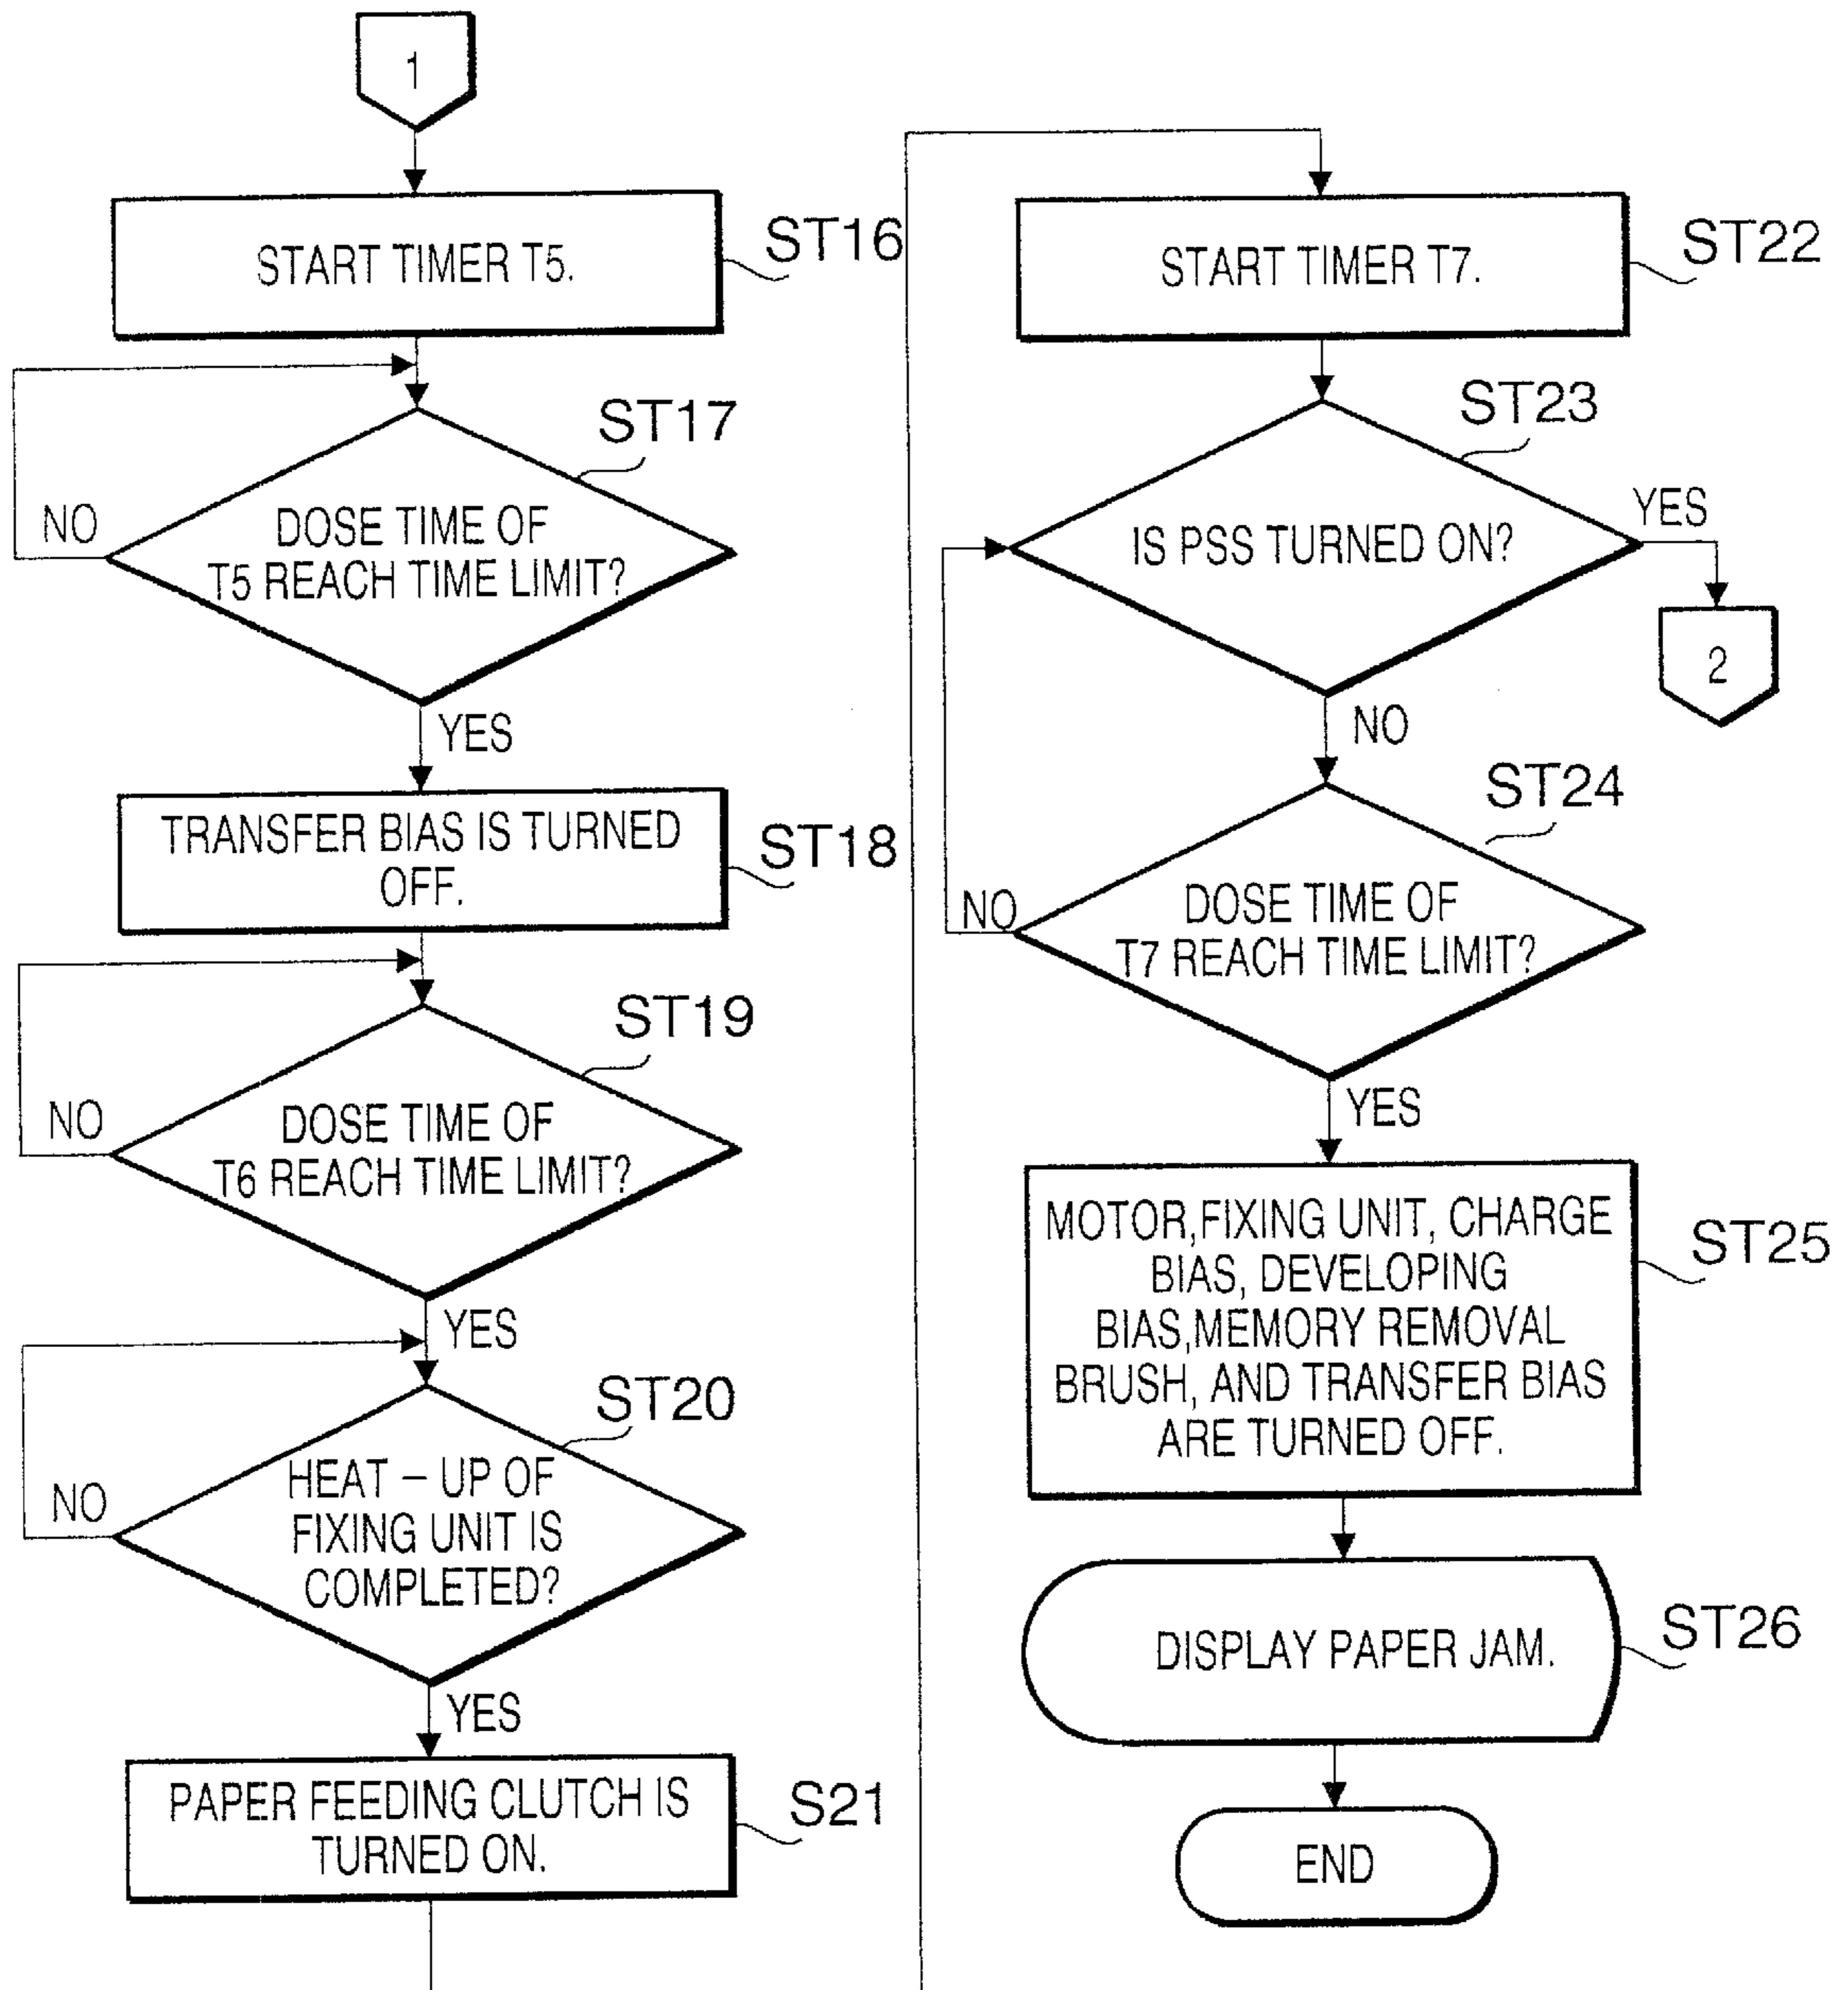 1
START TIMER T5.
ST16
ST17
DOSE TIME OF
T5 REACH TIME LIMIT?
NO
YES
TRANSFER BIAS IS TURNED
OFF.
ST18
ST19
DOSE TIME OF
T6 REACH TIME LIMIT?
NO
YES
ST20
HEAT – UP OF
FIXING UNIT IS
COMPLETED?
NO
YES
PAPER FEEDING CLUTCH IS
TURNED ON.
S21
START TIMER T7.
ST22
ST23
IS PSS TURNED ON?
YES
2
NO
ST24
DOSE TIME OF
T7 REACH TIME LIMIT?
NO
YES
MOTOR,FIXING UNIT, CHARGE
BIAS, DEVELOPING
BIAS,MEMORY REMOVAL
BRUSH, AND TRANSFER BIAS
ARE TURNED OFF.
ST25
DISPLAY PAPER JAM.
ST26
END